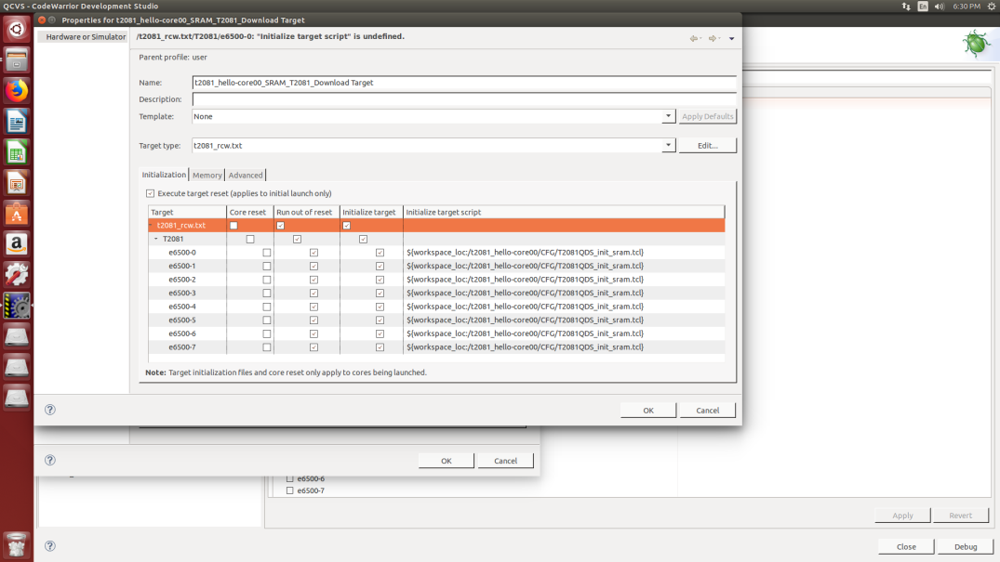 QCVS - CodeWarrior Development Studio
En
6:30 PM
Properties for t2081_hello-core00_SRAM_T2081_Download Target
Hardware or Simulator
/t2081_rcw.txt/T2081/e6500-0: "Initialize target script" is undefined.
Parent profile: user
Name: t2081_hello-core00_SRAM_T2081_Download Target
Description:
Template: None Apply Defaults
Target type: t2081_rcw.txt Edit...
Initialization Memory Advanced
Execute target reset (applies to initial launch only)
Target Core reset Run out of reset Initialize target Initialize target script
t2081_rcw.txt
T2081
e6500-0 ${workspace_loc:/t2081_hello-core00/CFG/T2081QDS_init_sram.tcl}
e6500-1 ${workspace_loc:/t2081_hello-core00/CFG/T2081QDS_init_sram.tcl}
e6500-2 ${workspace_loc:/t2081_hello-core00/CFG/T2081QDS_init_sram.tcl}
e6500-3 ${workspace_loc:/t2081_hello-core00/CFG/T2081QDS_init_sram.tcl}
e6500-4 ${workspace_loc:/t2081_hello-core00/CFG/T2081QDS_init_sram.tcl}
e6500-5 ${workspace_loc:/t2081_hello-core00/CFG/T2081QDS_init_sram.tcl}
e6500-6 ${workspace_loc:/t2081_hello-core00/CFG/T2081QDS_init_sram.tcl}
e6500-7 ${workspace_loc:/t2081_hello-core00/CFG/T2081QDS_init_sram.tcl}
Note: Target initialization files and core reset only apply to cores being launched.
OK Cancel
OK Cancel
e6500-6
e6500-7
Apply Revert
Close Debug